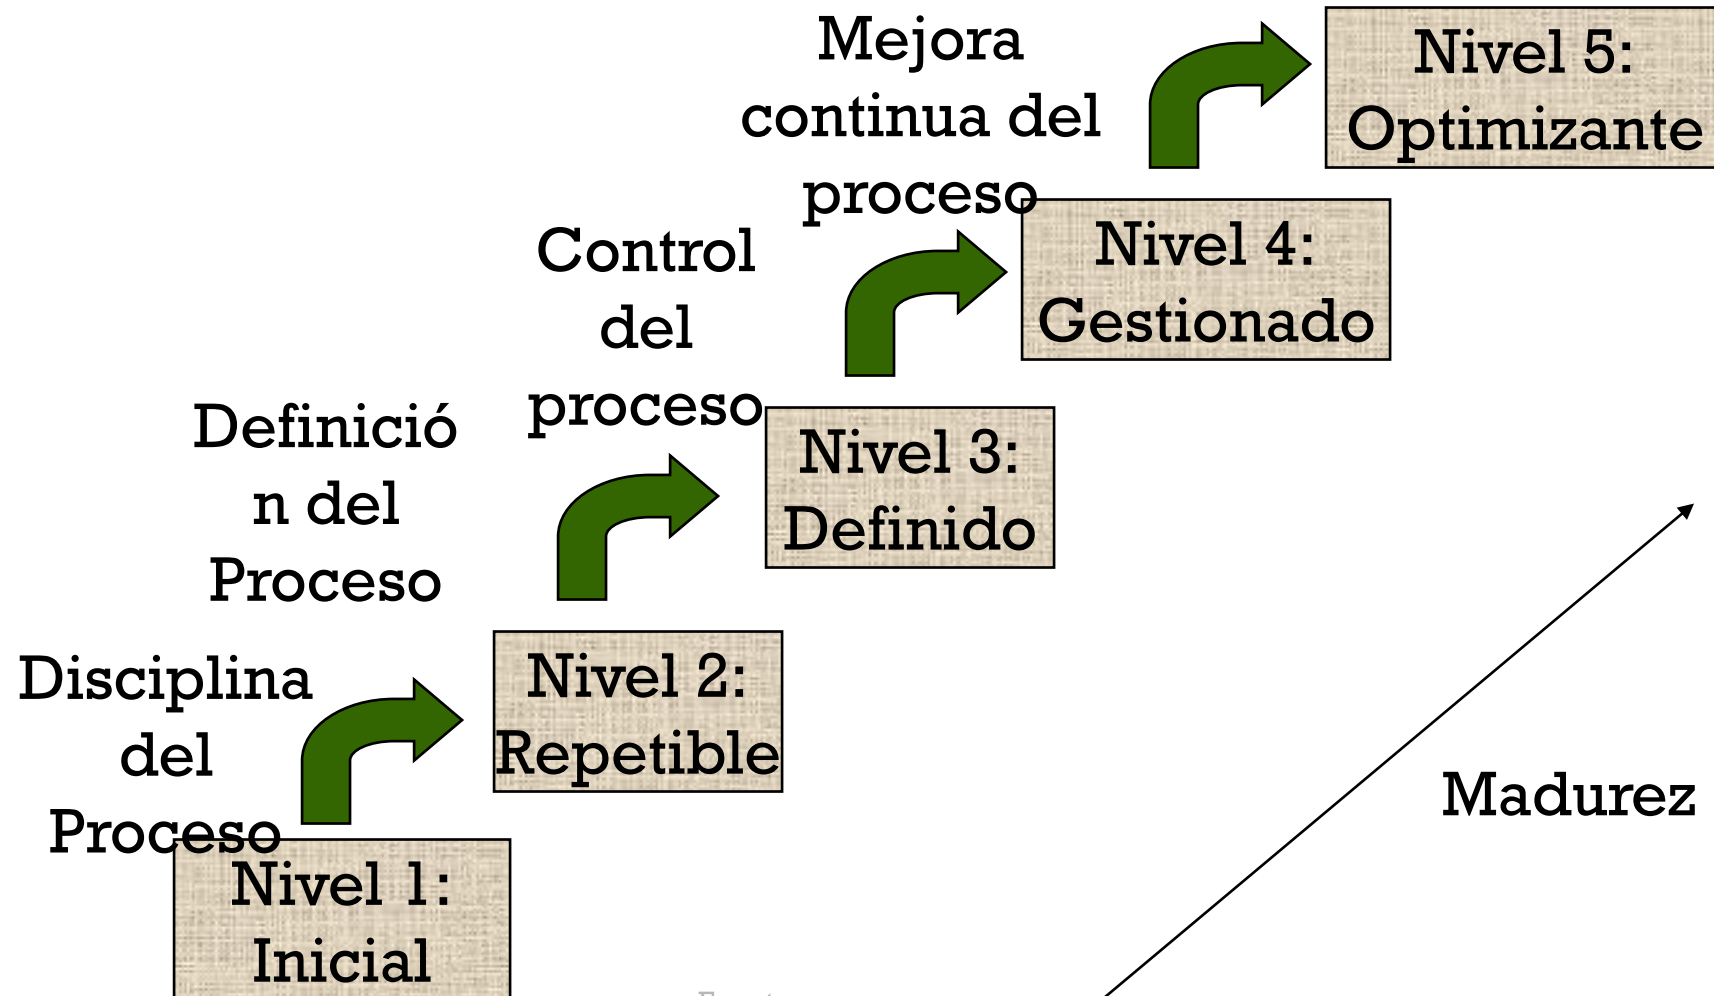 Mejora
continua del
proceso
Nivel 5:
Optimizante
Control
del
proceso
Nivel 4:
Gestionado
Definició
n del
Proceso
Nivel 3:
Definido
Disciplina
del
Proceso
Nivel 2:
Repetible
Madurez
Nivel 1:
Inicial